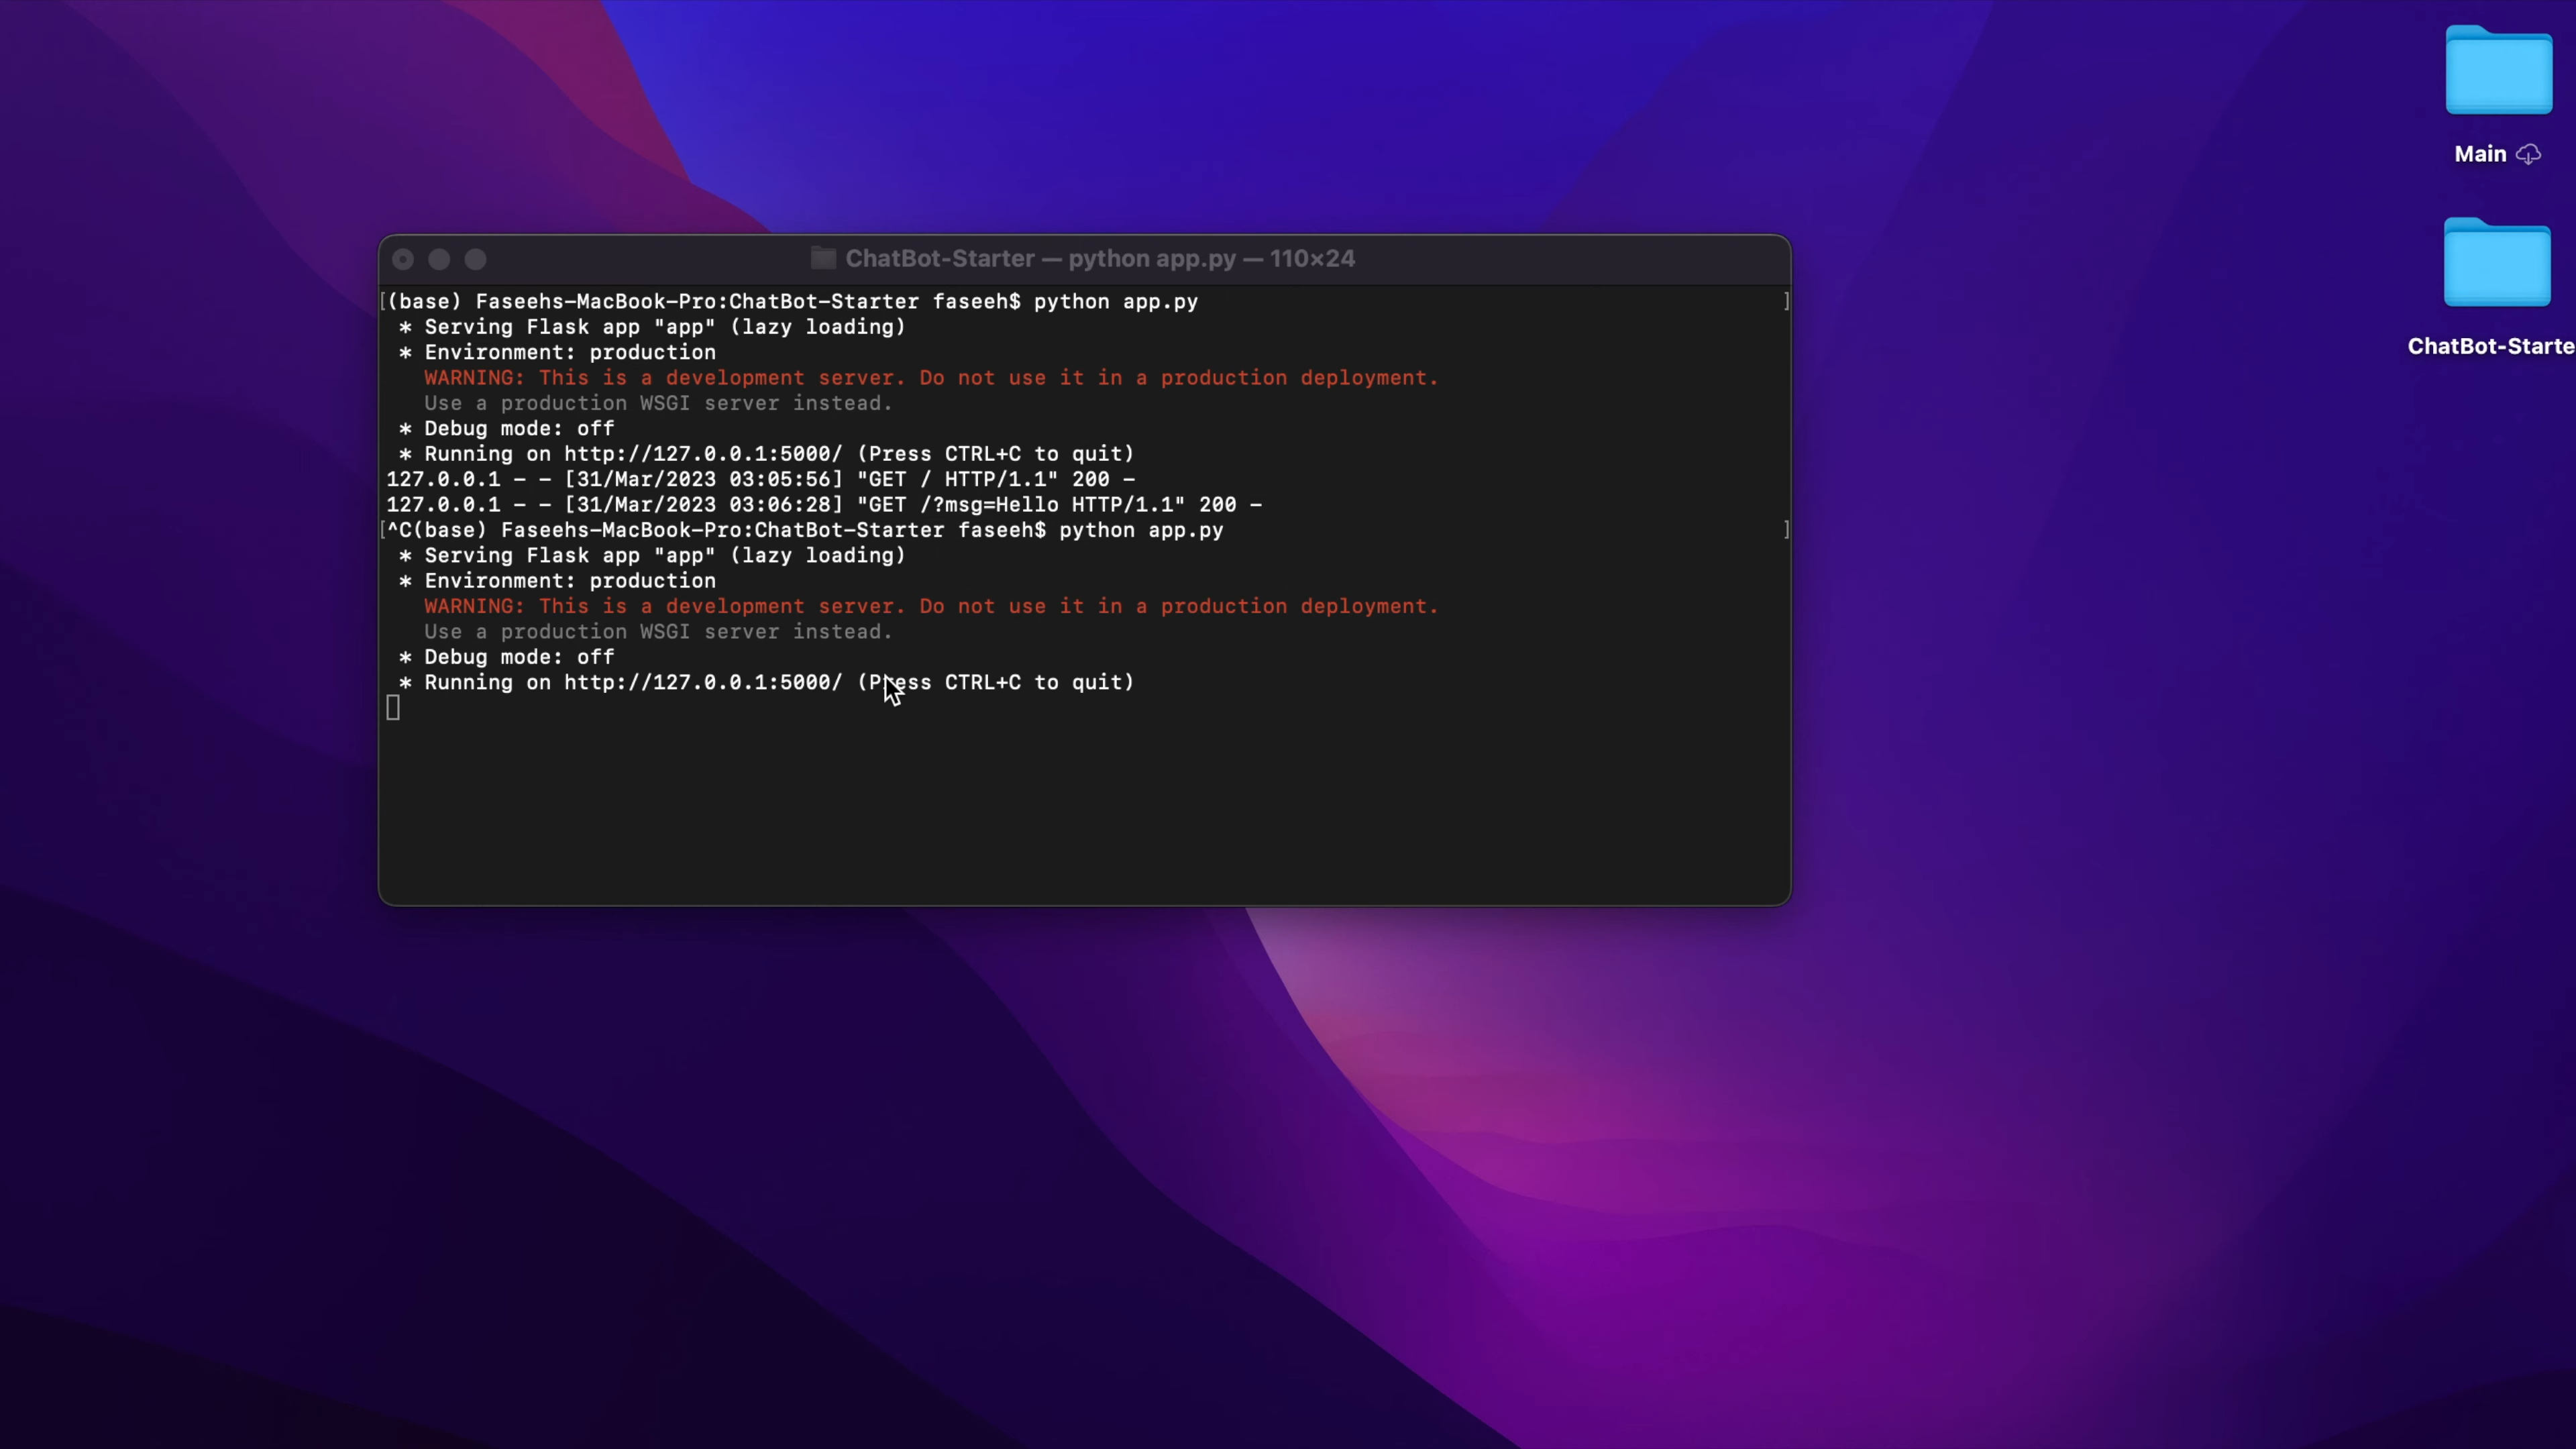 ChatBot-Starter — python app.py — 110×24
[(base) Faseehs-MacBook-Pro:ChatBot-Starter faseeh$ python app.py ]
* Serving Flask app "app" (lazy loading)
* Environment: production
WARNING: This is a development server. Do not use it in a production deployment.
Use a production WSGI server instead.
* Debug mode: off
* Running on http://127.0.0.1:5000/ (Press CTRL+C to quit)
127.0.0.1 - - [31/Mar/2023 03:05:56] "GET / HTTP/1.1" 200 -
127.0.0.1 - - [31/Mar/2023 03:06:28] "GET /?msg=Hello HTTP/1.1" 200 -
[^C(base) Faseehs-MacBook-Pro:ChatBot-Starter faseeh$ python app.py ]
* Serving Flask app "app" (lazy loading)
* Environment: production
WARNING: This is a development server. Do not use it in a production deployment.
Use a production WSGI server instead.
* Debug mode: off
* Running on http://127.0.0.1:5000/ (Press CTRL+C to quit)
Main
ChatBot-Starte